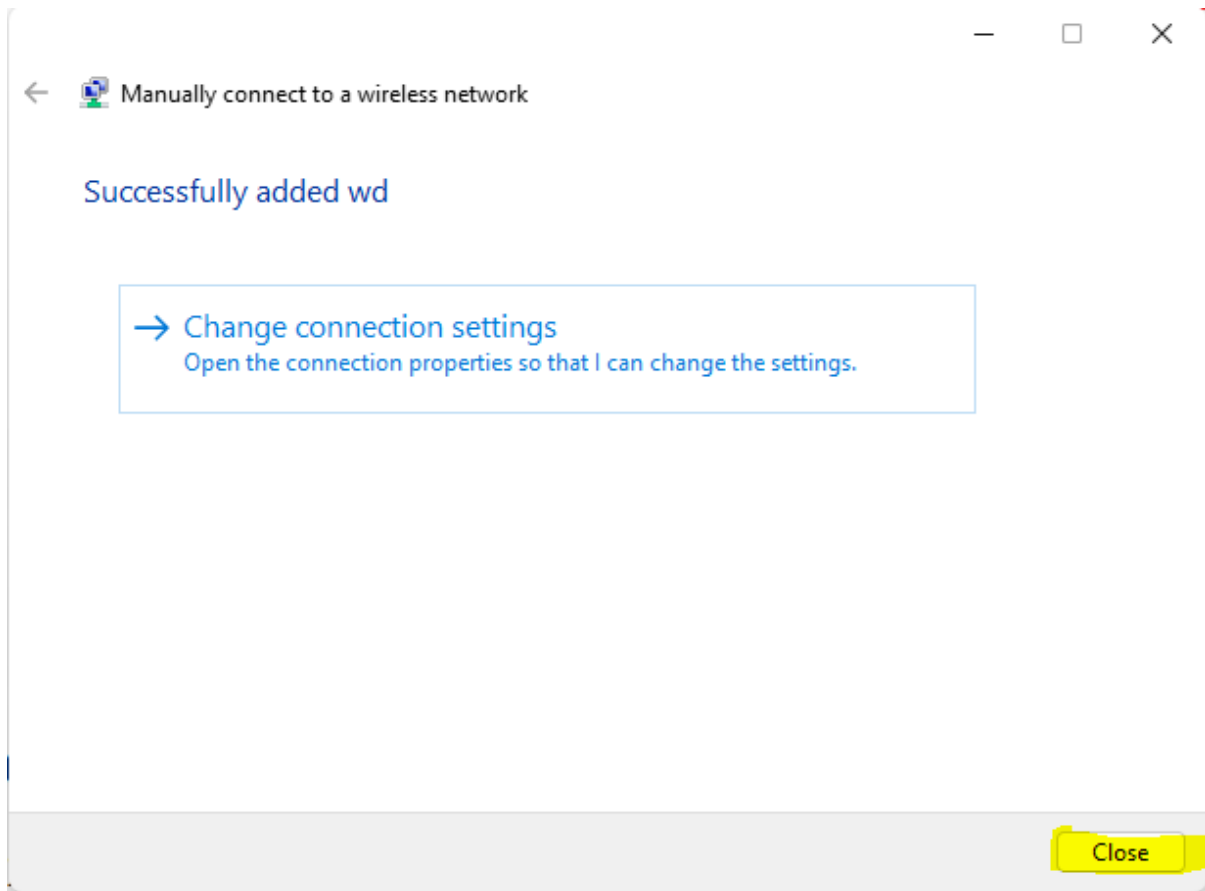 Manually connect to a wireless network
Successfully added wd
Change connection settings
Open the connection properties so that I can change the settings.
Close